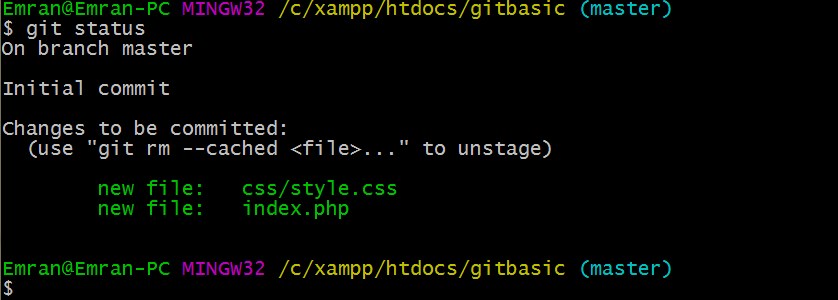 Emran@Emran-PC MINGW32 /c/xampp/htdocs/gitbasic (master)
$ git status
On branch master
Initial commit
Changes to be committed:
(use "git rm --cached <file>..." to unstage)
new file: css/style.css
new file: index.php
Emran@Emran-PC MINGW32 /c/xampp/htdocs/gitbasic (master)
$